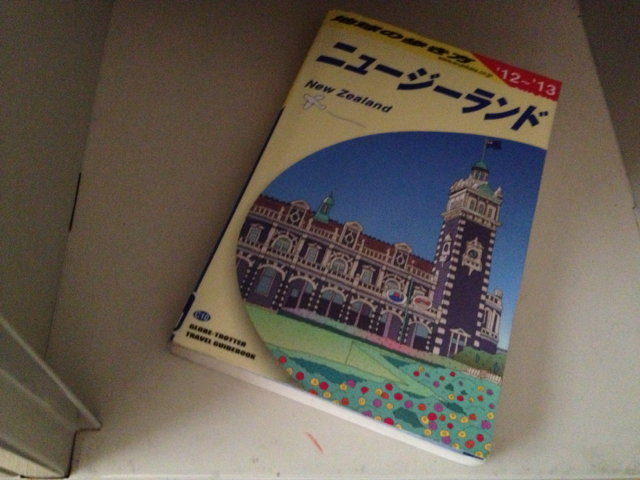 地球の歩き方
'12~'13
ニュージーランド
New Zealand
C10
GLOBE-TROTTER
TRAVEL GUIDEBOOK